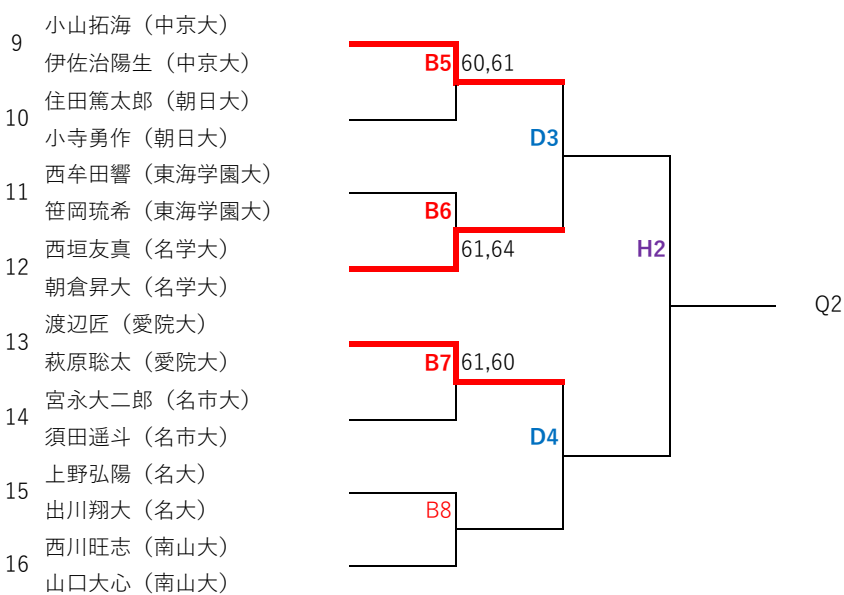 小山拓海（中京大）
9
伊佐治陽生（中京大） B5 60,61
住田篤太郎（朝日大）
10
小寺勇作（朝日大） D3
西牟田響（東海学園大）
11
笹岡琉希（東海学園大） B6
西垣友真（名学大） 61,64 H2
12
朝倉昇大（名学大）
Q2
渡辺匠（愛院大）
13
萩原聡太（愛院大） B7 61,60
宮永大二郎（名市大）
14
須田遥斗（名市大） D4
上野弘陽（名大）
15
出川翔大（名大） B8
西川旺志（南山大）
16
山口大心（南山大）